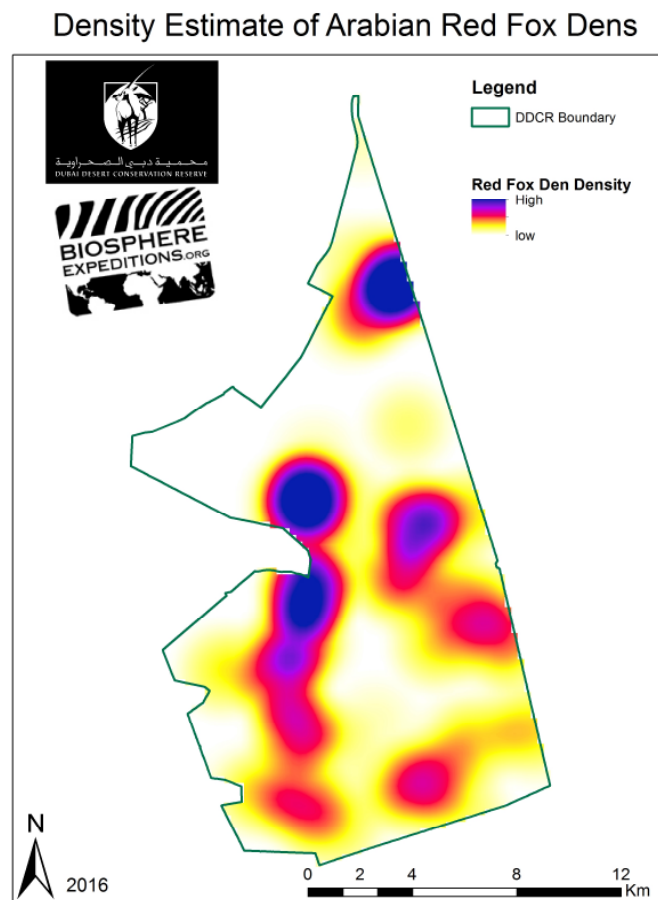 Density Estimate of Arabian Red Fox Dens
محمية دبي الصحراوية
DUBAI DESERT CONSERVATION RESERVE
BIOSPHERE
EXPEDITIONS.ORG
Legend
DDCR Boundary
Red Fox Den Density
High
low
N
2016
0 2 4 8 12
Km